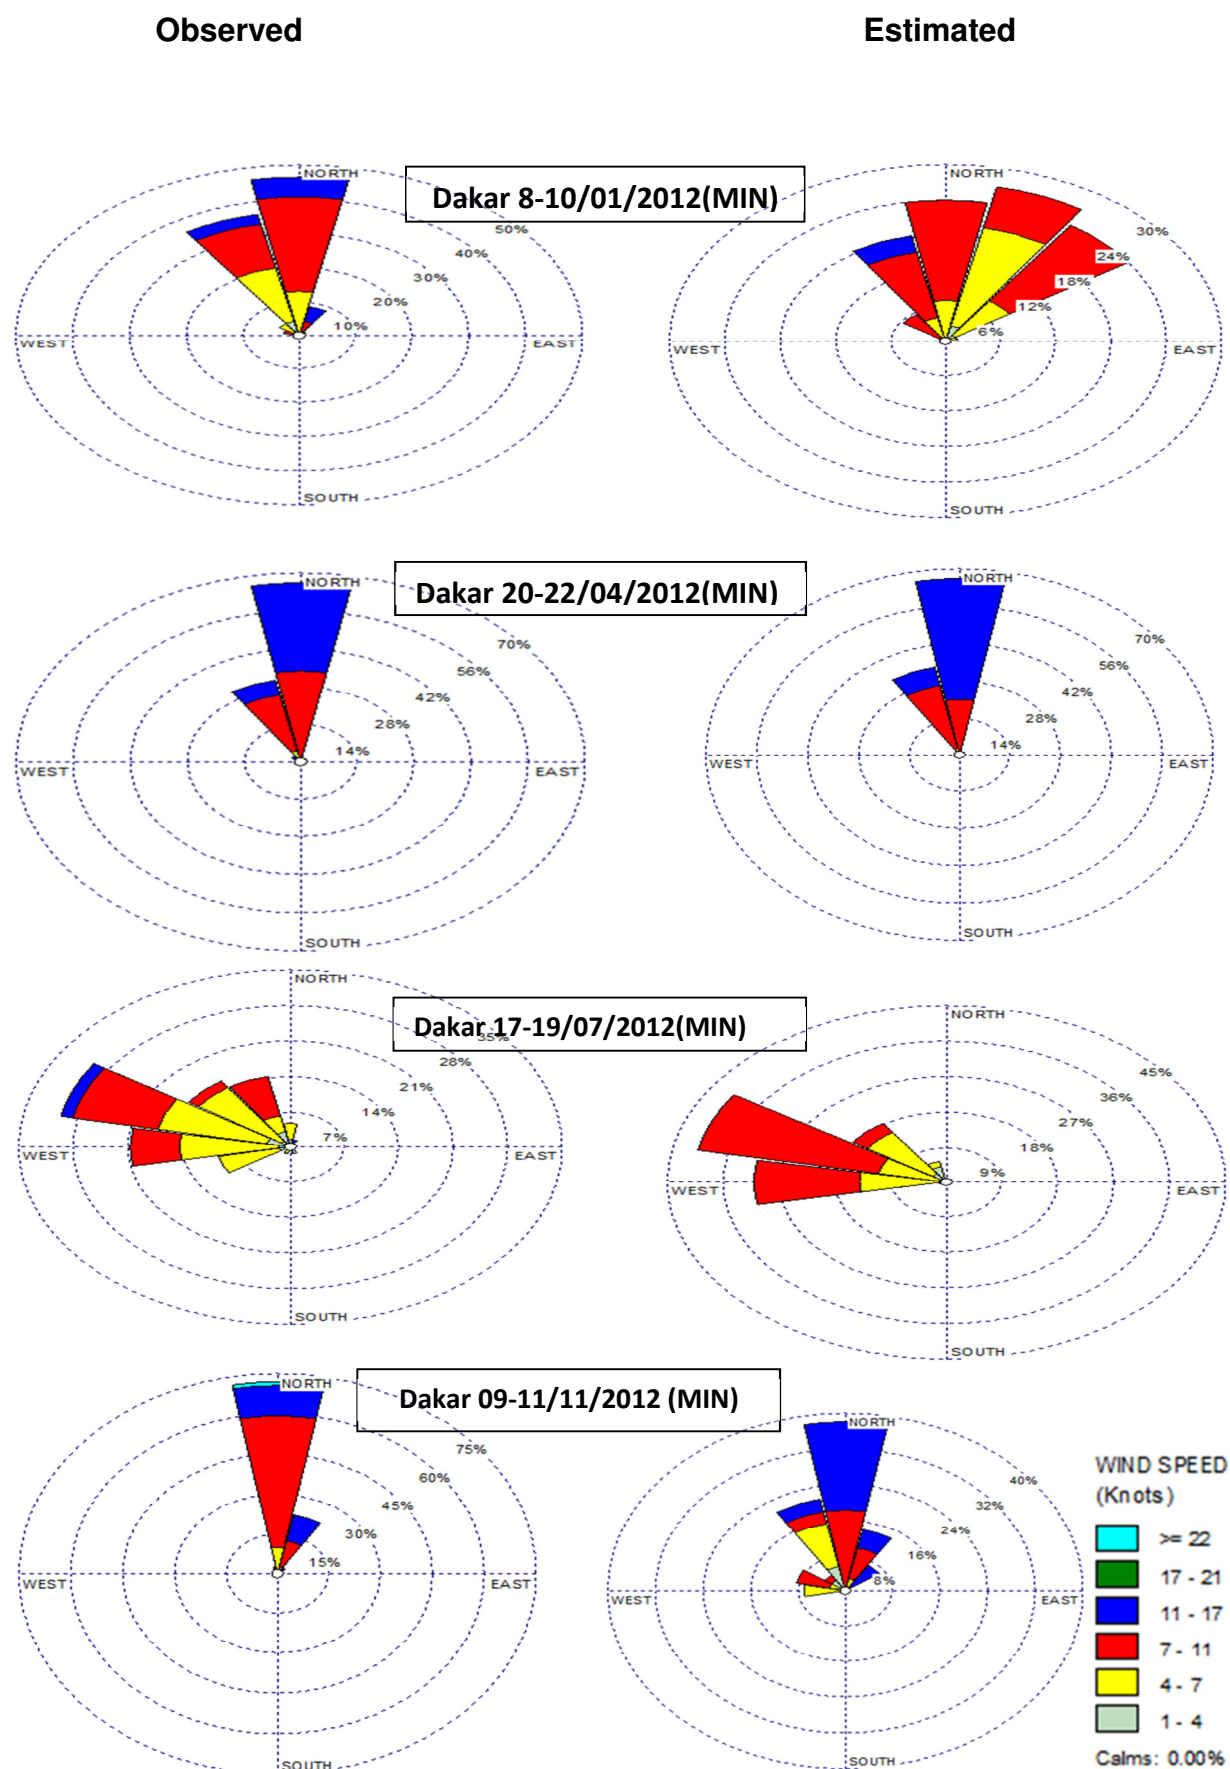 Observed
Estimated
Dakar 8-10/01/2012(MIN)
NORTH
50%
40%
30%
20%
10%
WEST
EAST
SOUTH
NORTH
30%
24%
18%
12%
6%
WEST
EAST
SOUTH
Dakar 20-22/04/2012(MIN)
NORTH
70%
56%
42%
28%
14%
WEST
EAST
SOUTH
NORTH
70%
56%
42%
28%
14%
WEST
EAST
SOUTH
Dakar 17-19/07/2012(MIN)
NORTH
35%
28%
21%
14%
7%
WEST
EAST
SOUTH
NORTH
45%
36%
27%
18%
9%
WEST
EAST
SOUTH
Dakar 09-11/11/2012 (MIN)
NORTH
75%
60%
45%
30%
15%
WEST
EAST
SOUTH
NORTH
40%
32%
24%
16%
8%
WEST
EAST
SOUTH
WIND SPEED
(Knots)
>= 22
17 - 21
11 - 17
7 - 11
4 - 7
1 - 4
Calms: 0.00%